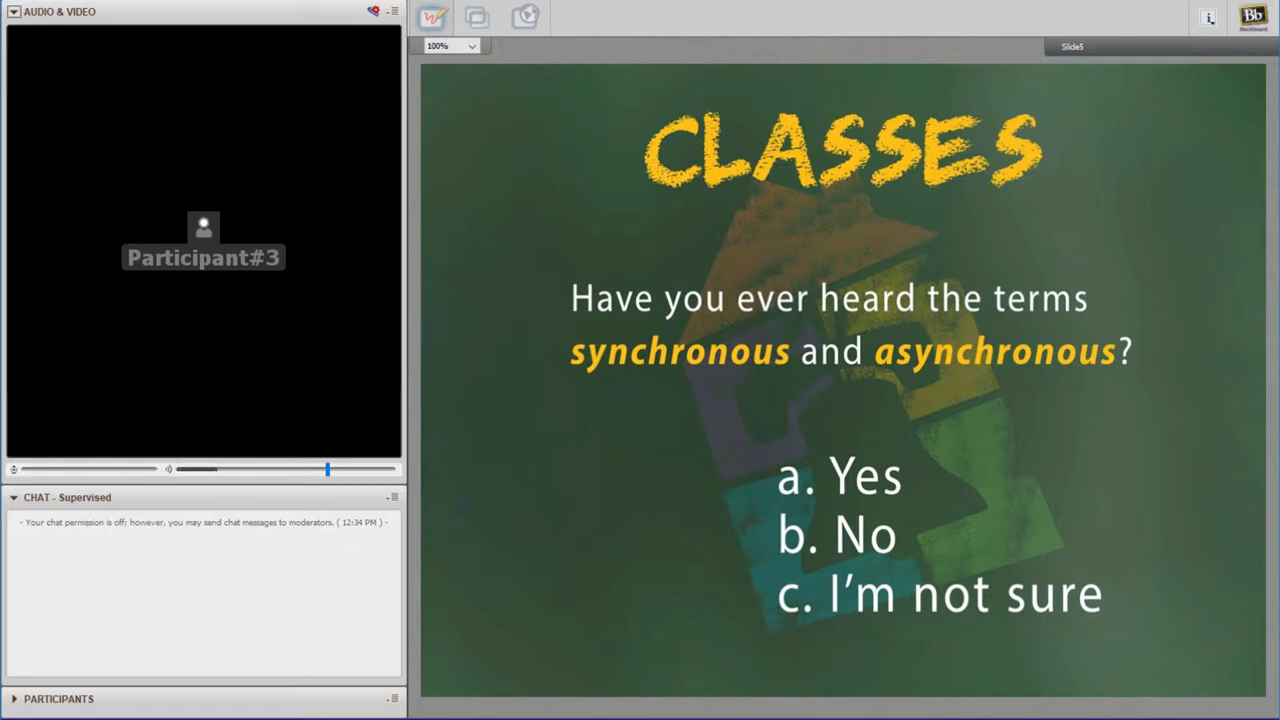 AUDIO & VIDEO
Participant#3
CHAT - Supervised
- Your chat permission is off; however, you may send chat messages to moderators. ( 12:34 PM ) -
PARTICIPANTS
100%
Slide5
i
Bb
Blackboard
CLASSES
Have you ever heard the terms
synchronous and asynchronous?
a. Yes
b. No
c. I'm not sure